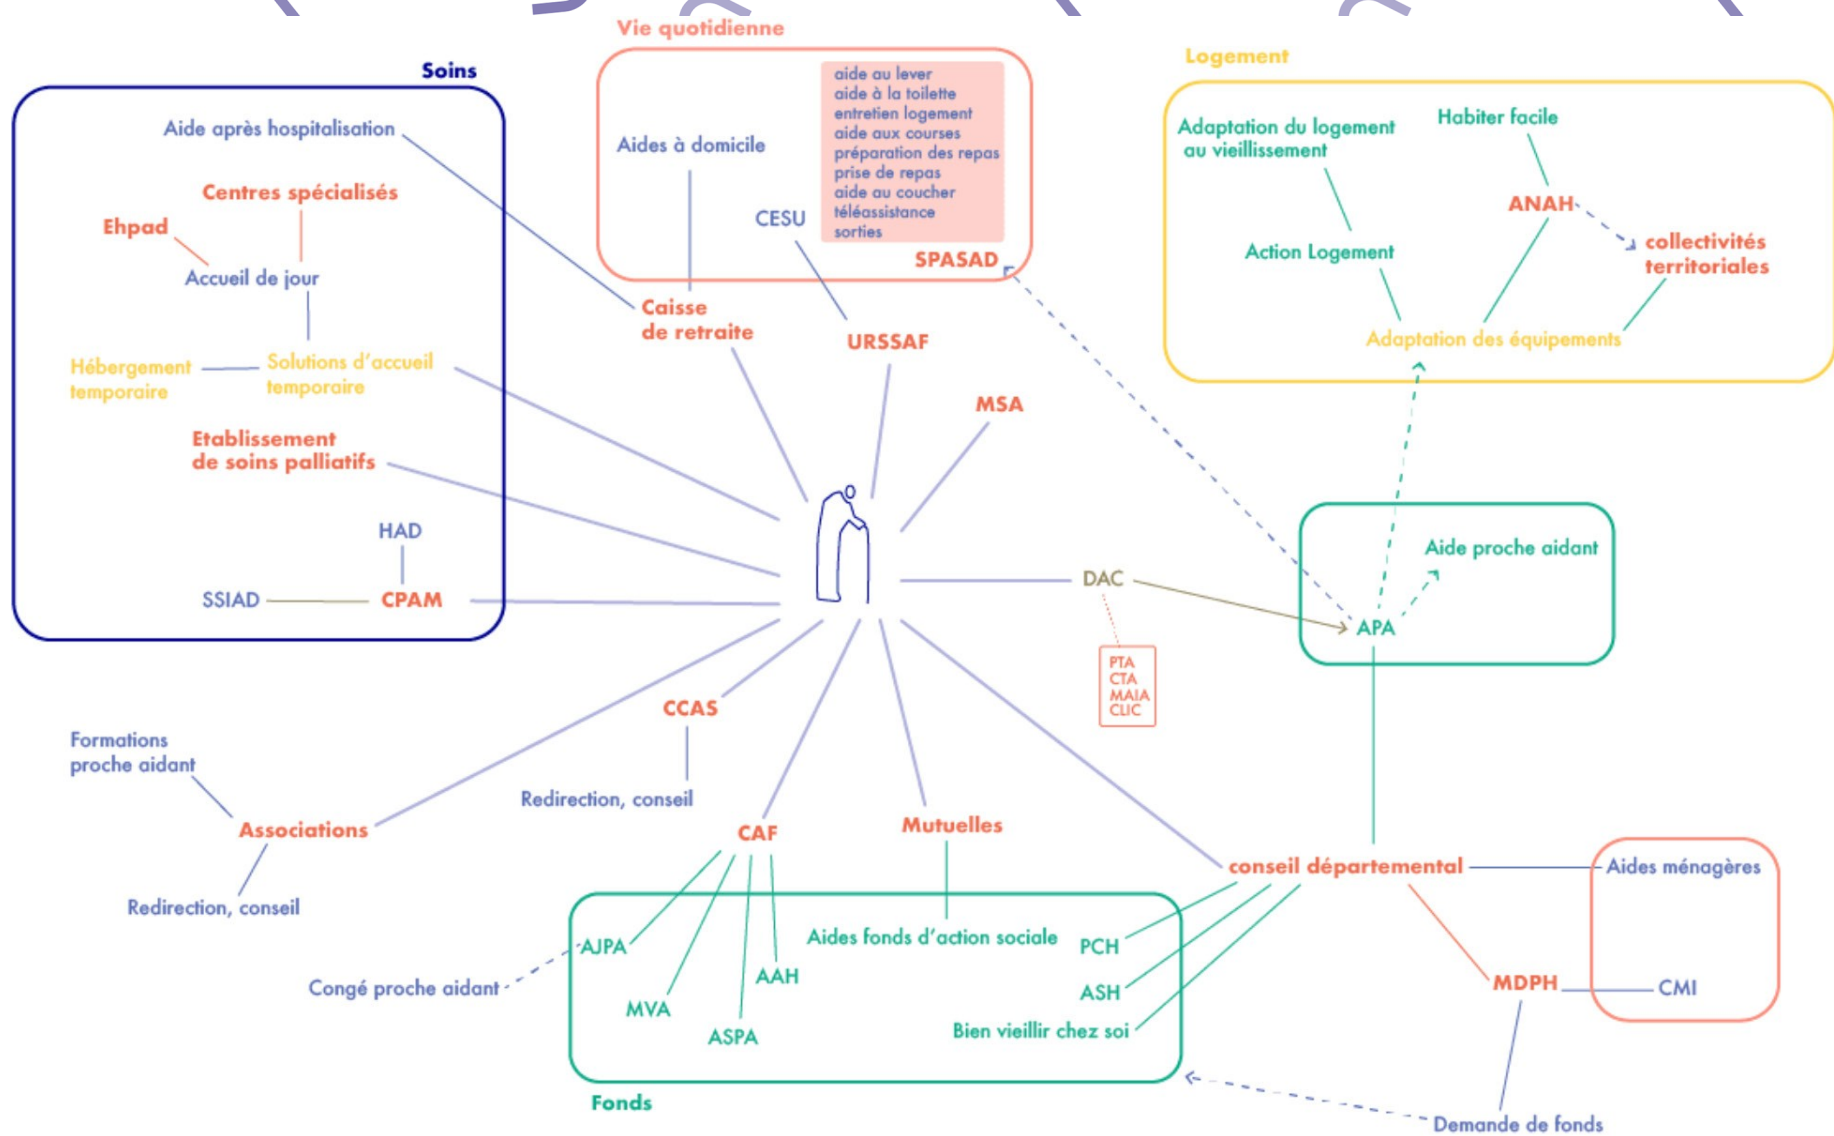 Vie quotidienne
aide au lever
aide à la toilette
entretien logement
aide aux courses
préparation des repas
prise de repas
aide au coucher
téléassistance
sorties
Aides à domicile
CESU
SPASAD
Soins
Aide après hospitalisation
Centres spécialisés
Ehpad
Accueil de jour
Hébergement
temporaire
Solutions d'accueil
temporaire
Etablissement
de soins palliatifs
HAD
SSIAD
CPAM
Logement
Adaptation du logement
au vieillissement
Habiter facile
ANAH
collectivités
territoriales
Action Logement
Adaptation des équipements
Caisse
de retraite
URSSAF
MSA
DAC
PTA
CTA
MAIA
CLIC
Aide proche aidant
APA
CCAS
Redirection, conseil
Formations
proche aidant
Associations
Redirection, conseil
CAF
Mutuelles
conseil départemental
Aides ménagères
MDPH
CMI
AJPA
Congé proche aidant
MVA
ASPA
AAH
Aides fonds d'action sociale
PCH
ASH
Bien vieillir chez soi
Fonds
Demande de fonds